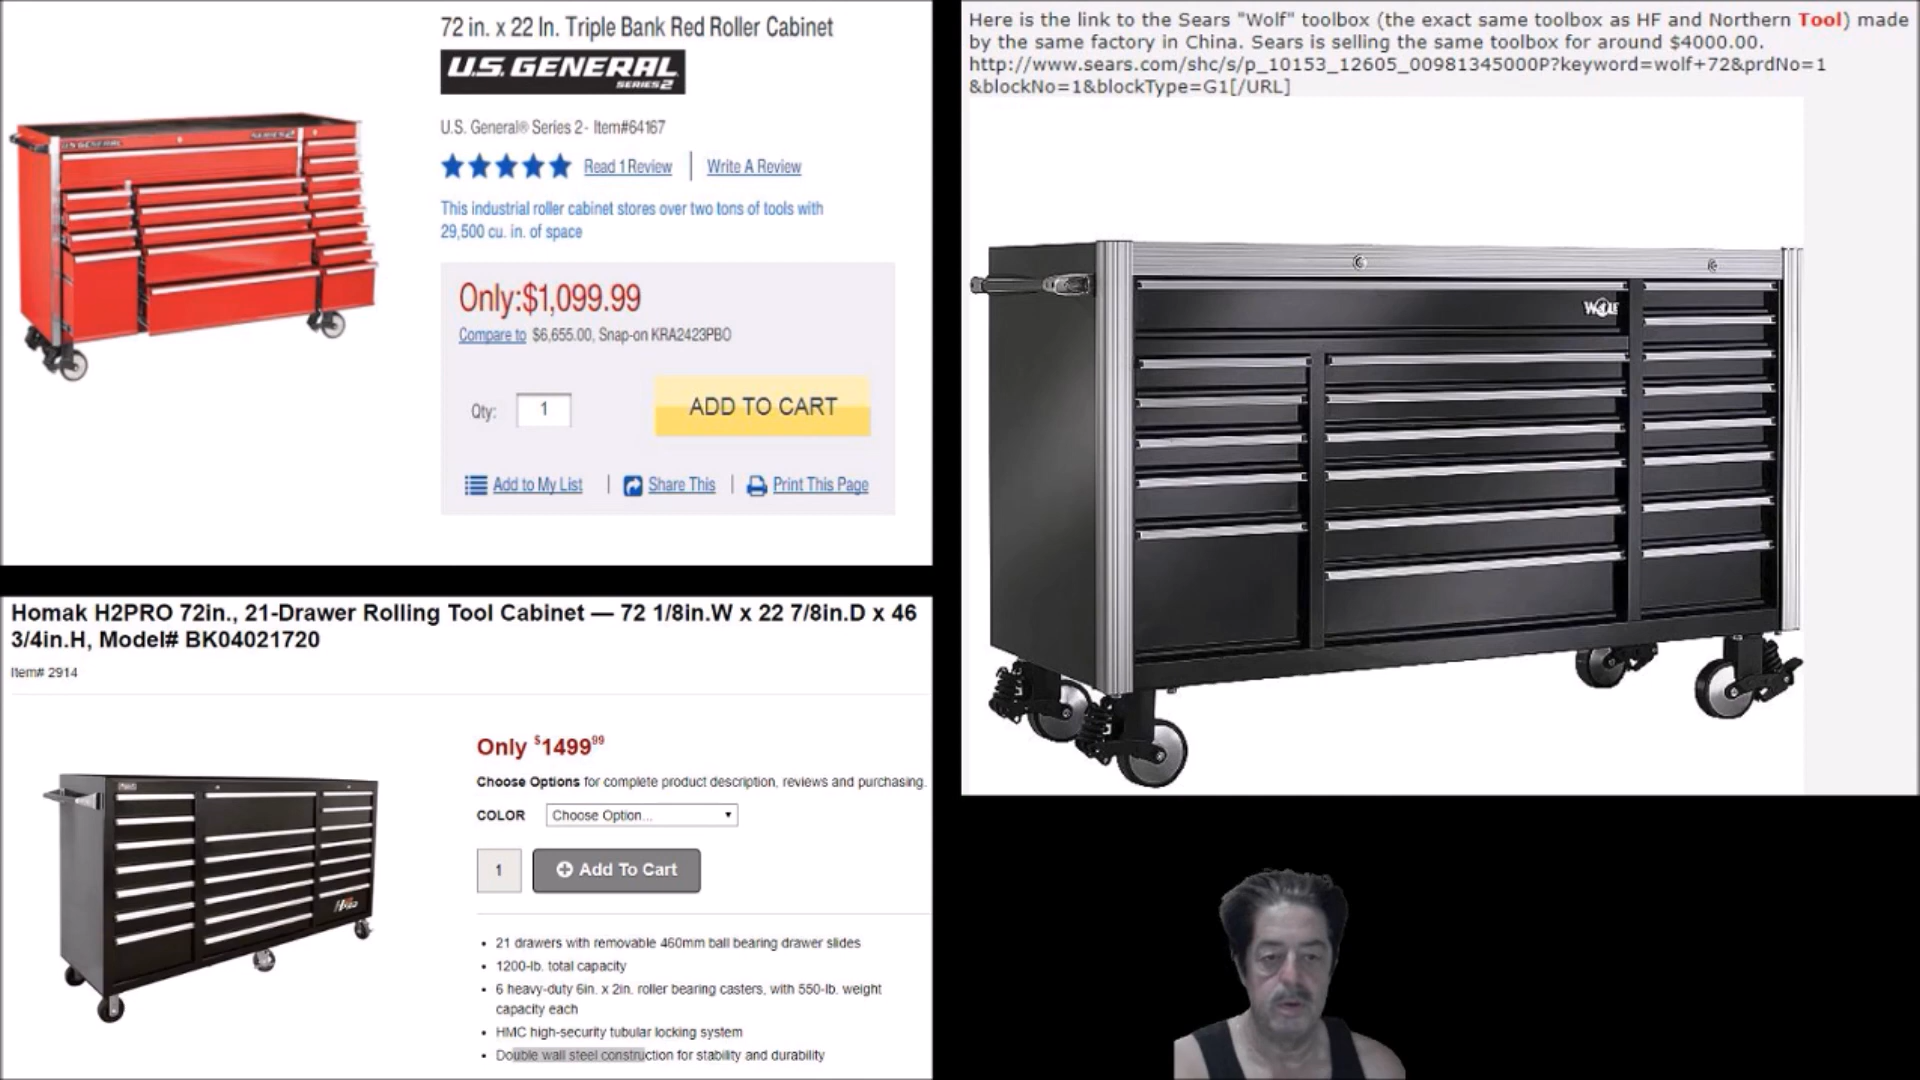 72 in. x 22 In. Triple Bank Red Roller Cabinet
U.S. GENERAL
SERIES 2
U.S. General® Series 2- Item#64167
Read 1 Review | Write A Review
This industrial roller cabinet stores over two tons of tools with
29,500 cu. in. of space
Only:$1,099.99
Compare to $6,655.00, Snap-on KRA2423PBO
Qty: 1 ADD TO CART
Add to My List | Share This | Print This Page
U.S. GENERAL
SERIES 2
Homak H2PRO 72in., 21-Drawer Rolling Tool Cabinet — 72 1/8in.W x 22 7/8in.D x 46
3/4in.H, Model# BK04021720
Item# 2914
Only $149999
Choose Options for complete product description, reviews and purchasing.
COLOR Choose Option...
1 Add To Cart
• 21 drawers with removable 460mm ball bearing drawer slides
• 1200-lb. total capacity
• 6 heavy-duty 6in. x 2in. roller bearing casters, with 550-lb. weight
capacity each
• HMC high-security tubular locking system
• Double wall steel construction for stability and durability
Here is the link to the Sears "Wolf" toolbox (the exact same toolbox as HF and Northern Tool) made
by the same factory in China. Sears is selling the same toolbox for around $4000.00.
http://www.sears.com/shc/s/p_10153_12605_00981345000P?keyword=wolf+72&prdNo=1
&blockNo=1&blockType=G1[/URL]
WOLF